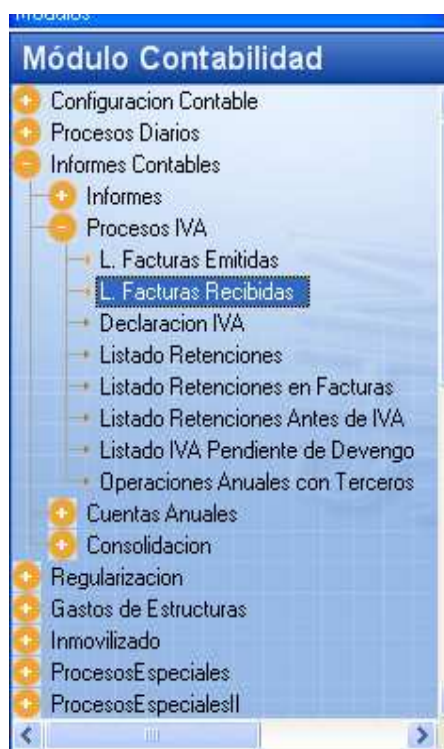 Módulos
Módulo Contabilidad
Configuracion Contable
Procesos Diarios
Informes Contables
Informes
Procesos IVA
L. Facturas Emitidas
L. Facturas Recibidas
Declaracion IVA
Listado Retenciones
Listado Retenciones en Facturas
Listado Retenciones Antes de IVA
Listado IVA Pendiente de Devengo
Operaciones Anuales con Terceros
Cuentas Anuales
Consolidacion
Regularizacion
Gastos de Estructuras
Inmovilizado
ProcesosEspeciales
ProcesosEspecialesII